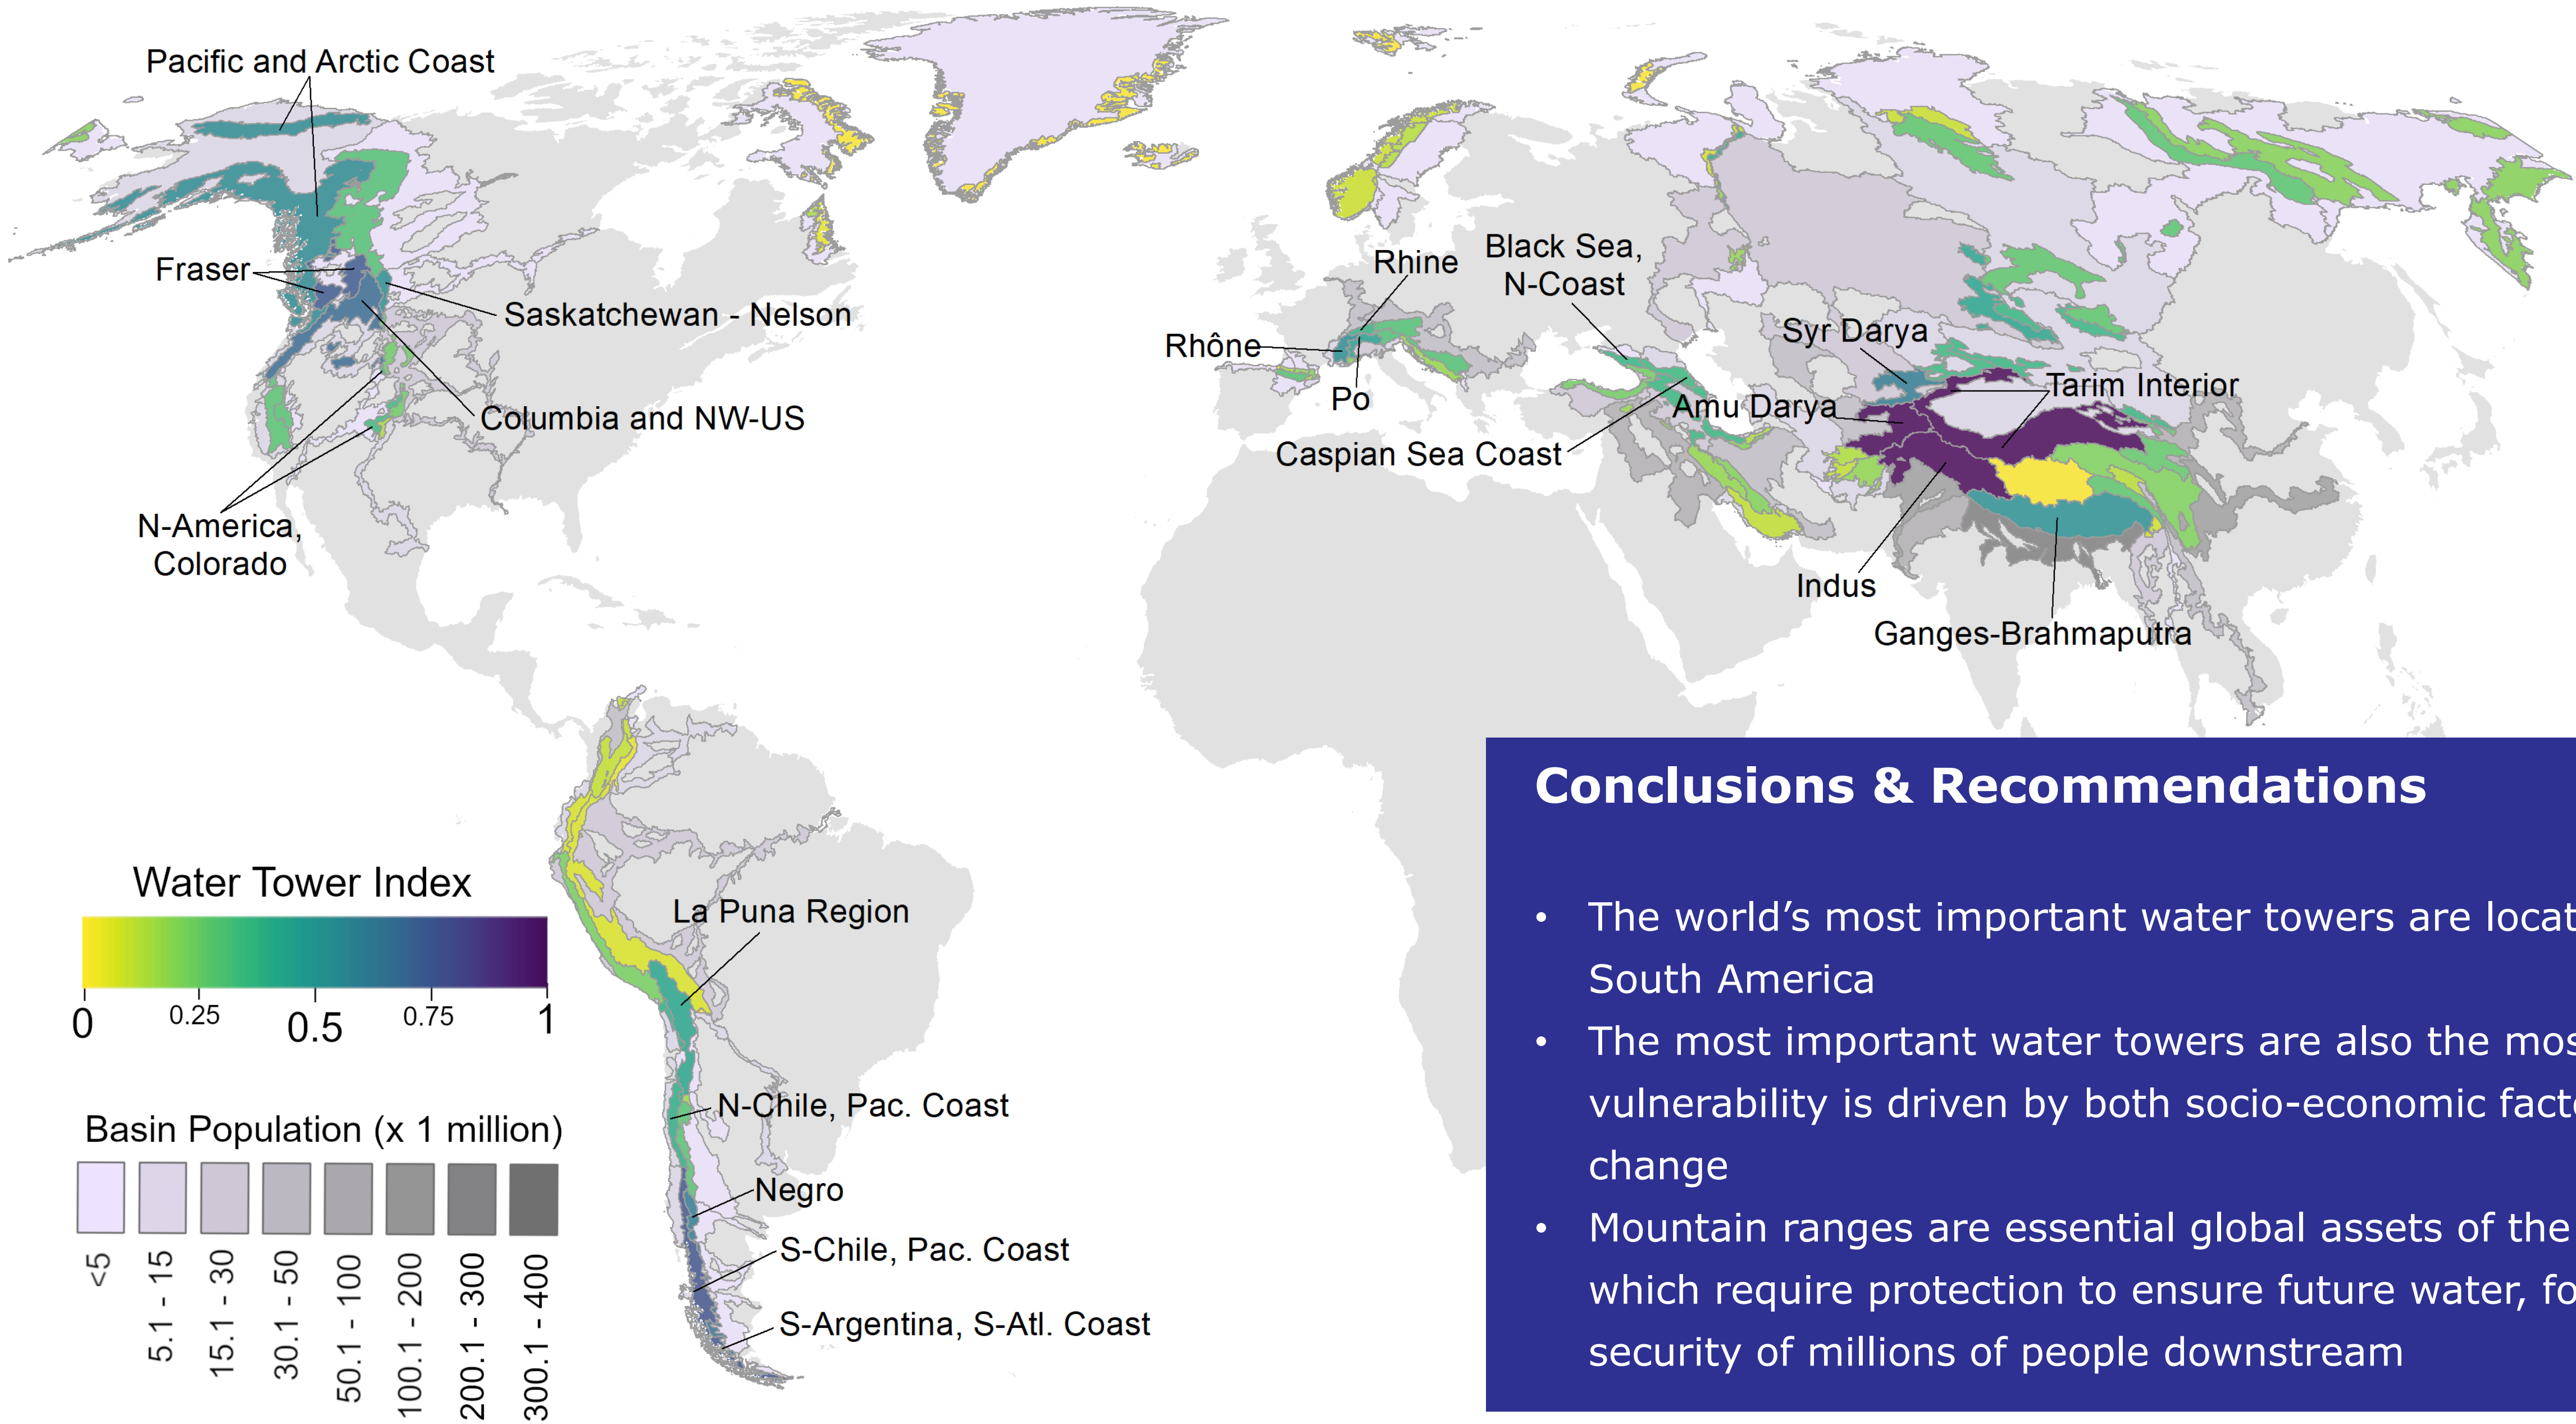 Pacific and Arctic Coast
Fraser
Saskatchewan - Nelson
Columbia and NW-US
N-America,
Colorado
Rhine
Black Sea,
N-Coast
Rhône
Po
Syr Darya
Tarim Interior
Amu Darya
Caspian Sea Coast
Indus
Ganges-Brahmaputra
La Puna Region
N-Chile, Pac. Coast
Negro
S-Chile, Pac. Coast
S-Argentina, S-Atl. Coast
Water Tower Index
0 0.25 0.5 0.75 1
Basin Population (x 1 million)
<5
5.1 - 15
15.1 - 30
30.1 - 50
50.1 - 100
100.1 - 200
200.1 - 300
300.1 - 400
Conclusions & Recommendations
• The world's most important water towers are locat
South America
• The most important water towers are also the mos
vulnerability is driven by both socio-economic facto
change
• Mountain ranges are essential global assets of the
which require protection to ensure future water, fo
security of millions of people downstream